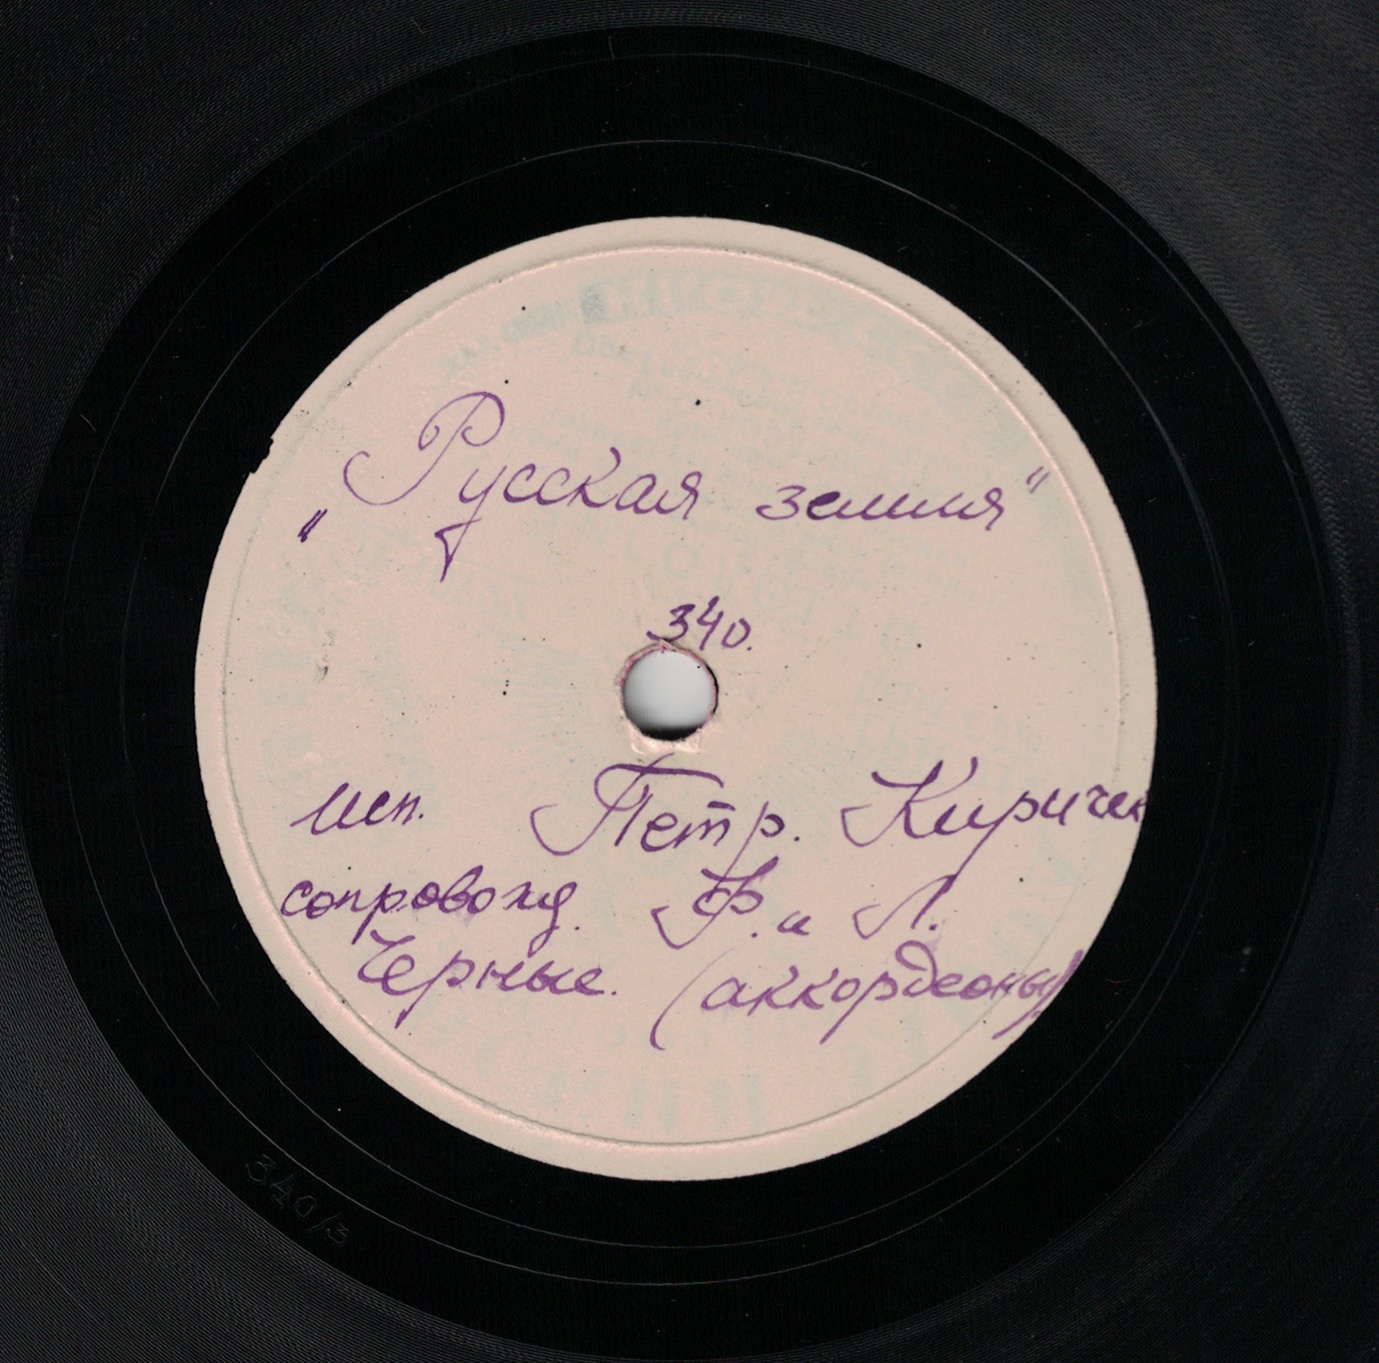 „Русская земля"
340.
исп. Петр. Киричек
сопровожд. Ф. и Л.
Черные. (аккордеоны)
340/3